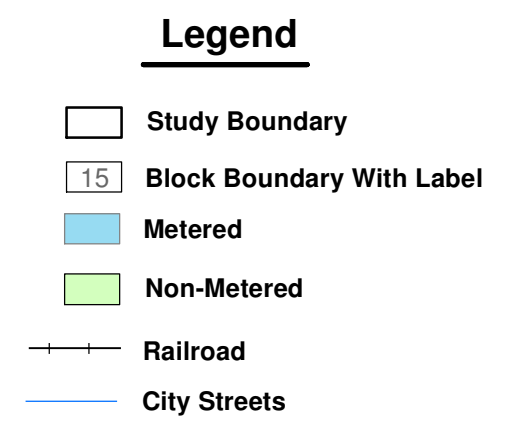 Legend
Study Boundary
15 Block Boundary With Label
Metered
Non-Metered
Railroad
City Streets